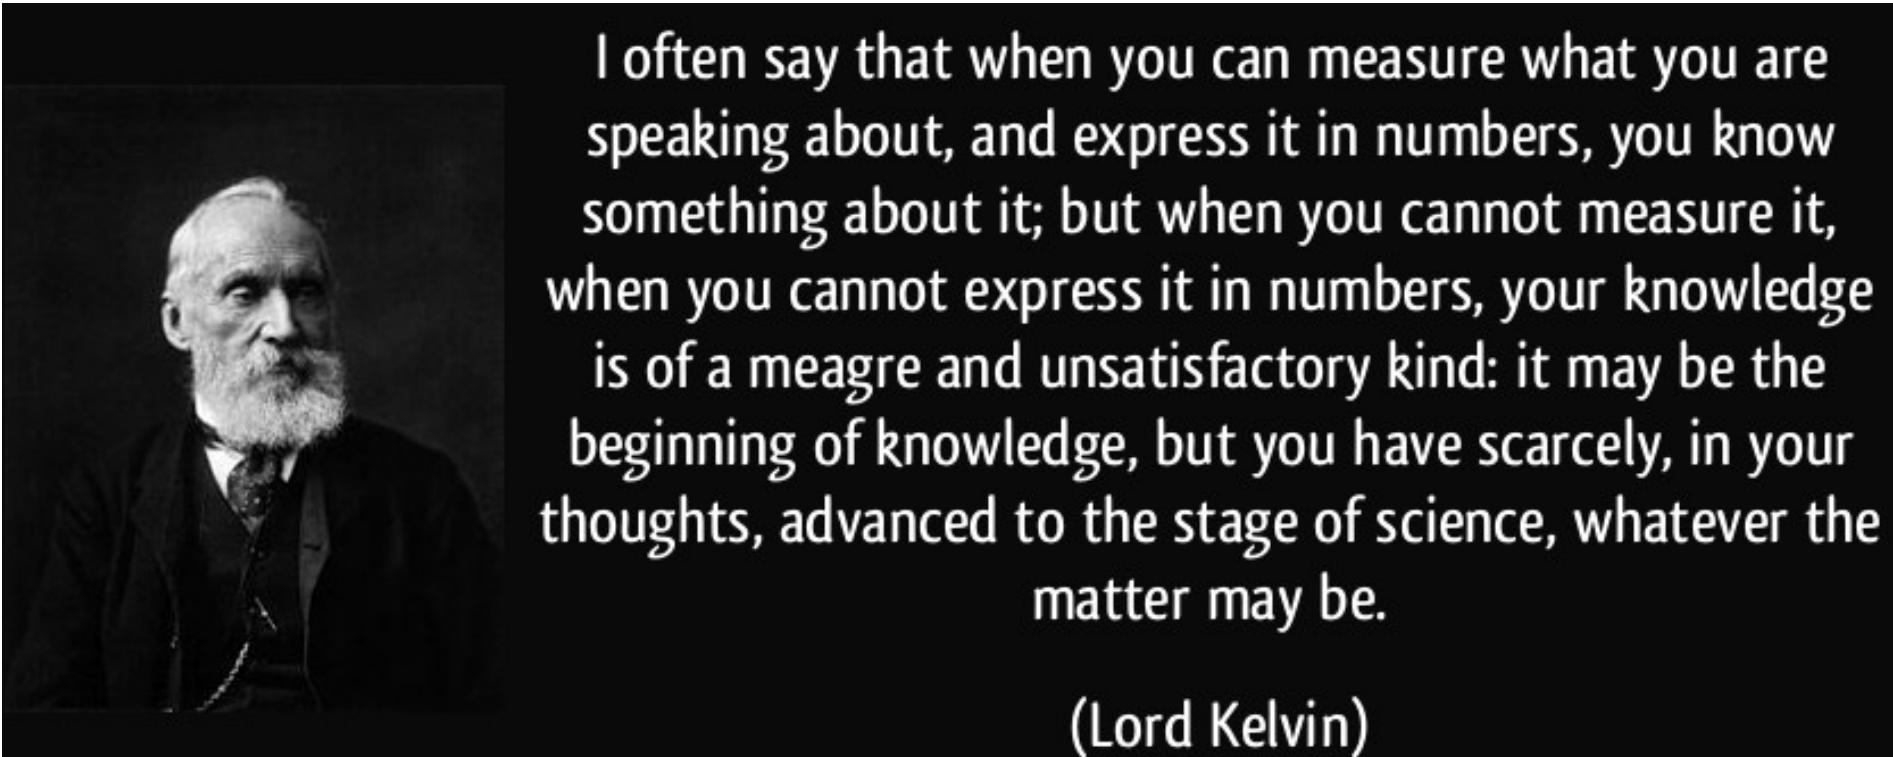 I often say that when you can measure what you are
speaking about, and express it in numbers, you know
something about it; but when you cannot measure it,
when you cannot express it in numbers, your knowledge
is of a meagre and unsatisfactory kind: it may be the
beginning of knowledge, but you have scarcely, in your
thoughts, advanced to the stage of science, whatever the
matter may be.
(Lord Kelvin)